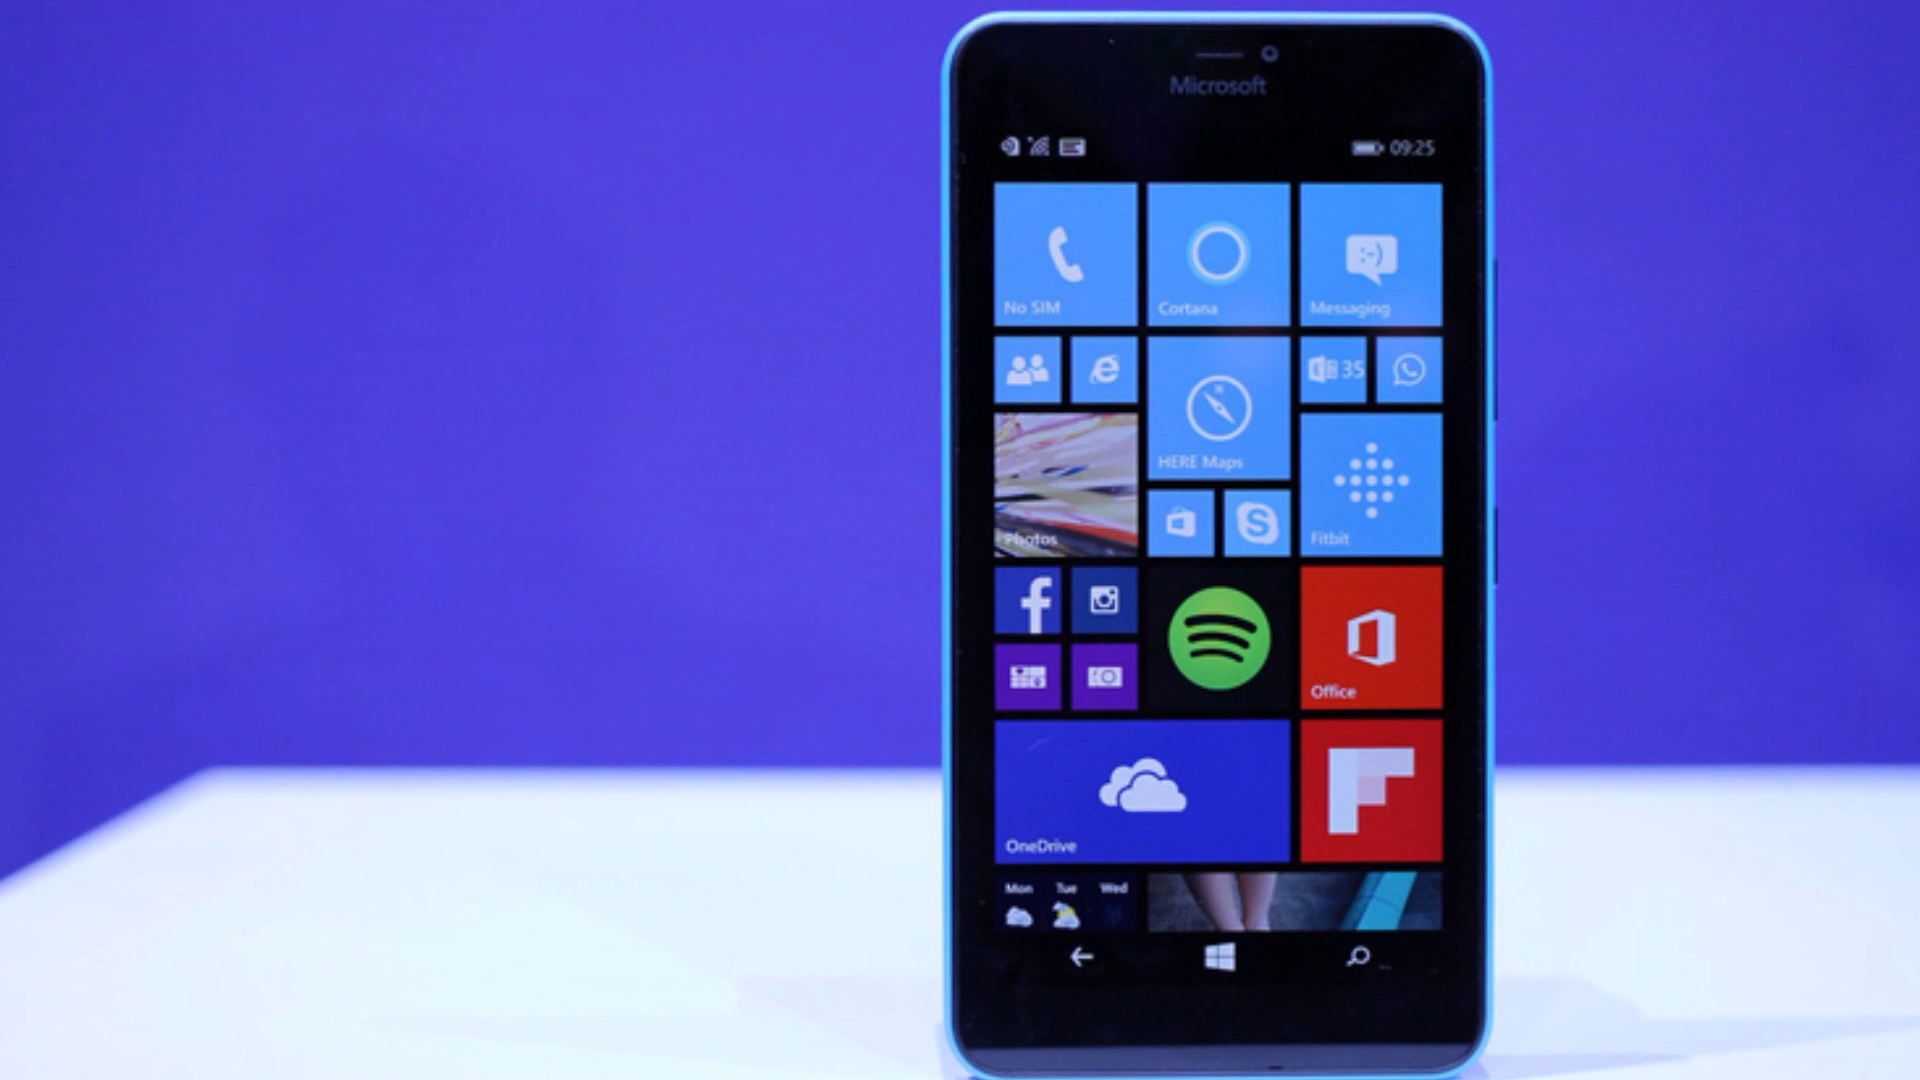 Microsoft
09:25
No SIM
Cortana
Messaging
35
HERE Maps
Photos
Fitbit
Office
OneDrive
Mon Tue Wed